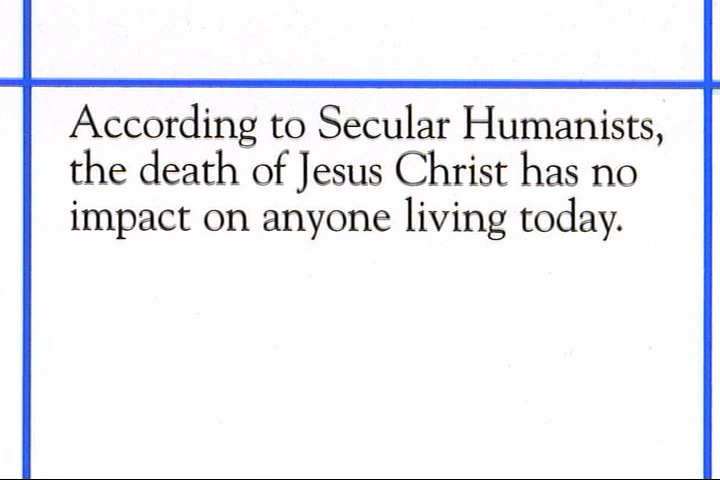 According to Secular Humanists,
the death of Jesus Christ has no
impact on anyone living today.